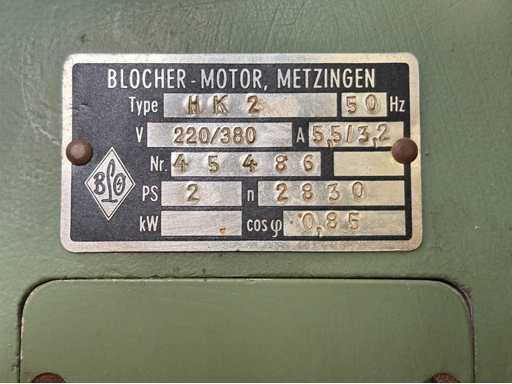 BLOCHER-MOTOR, METZINGEN
Type HK2 50 Hz
V 220/380 A 5,5/3,2
Nr. 45486
BLO
PS 2 n 2830
kW . cos φ 0,85